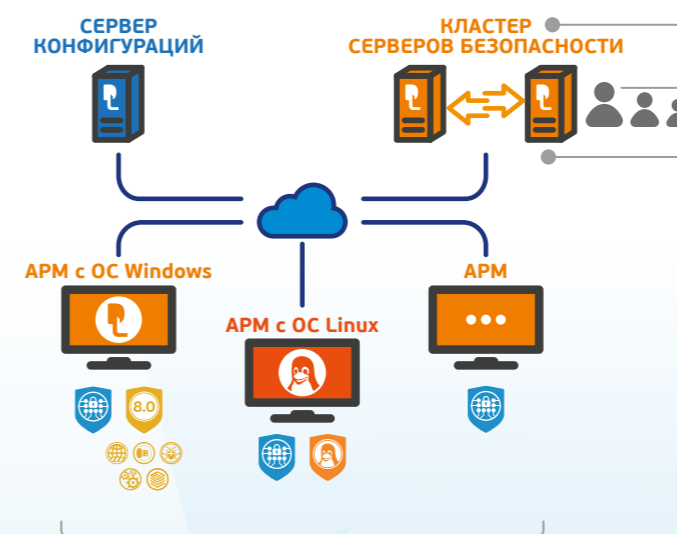 СЕРВЕР
КОНФИГУРАЦИЙ
КЛАСТЕР
СЕРВЕРОВ БЕЗОПАСНОСТИ
АРМ с ОС Windows
АРМ
АРМ с ОС Linux
8.0